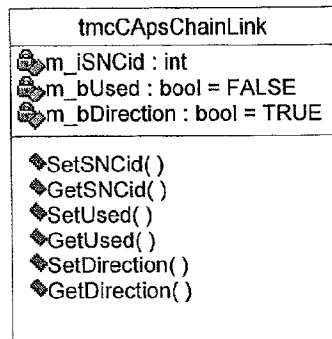 tmcCApsChainLink
m_iSNCid : int
m_bUsed : bool = FALSE
m_bDirection : bool = TRUE
SetSNCid( )
GetSNCid( )
SetUsed( )
GetUsed( )
SetDirection( )
GetDirection( )